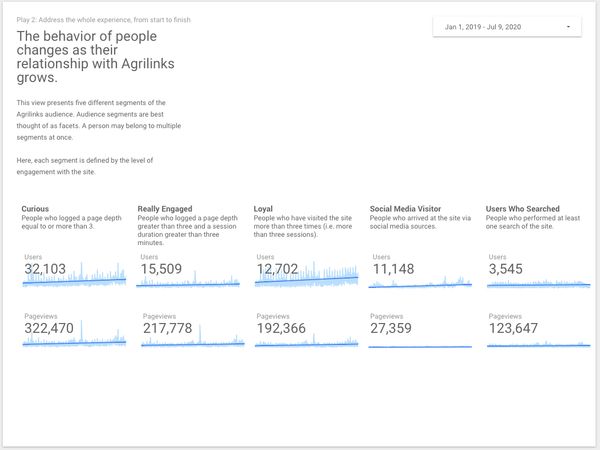 Play 2: Address the whole experience, from start to finish
Jan 1, 2019 - Jul 9, 2020
The behavior of people
changes as their
relationship with Agrilinks
grows.
This view presents five different segments of the
Agrilinks audience. Audience segments are best
thought of as facets. A person may belong to multiple
segments at once.
Here, each segment is defined by the level of
engagement with the site.
Curious
People who logged a page depth
equal to or more than 3.
Users
32,103
Pageviews
322,470
Really Engaged
People who logged a page depth
greater than three and a session
duration greater than three
minutes.
Users
15,509
Pageviews
217,778
Loyal
People who have visited the site
more than three times (i.e. more
than three sessions).
Users
12,702
Pageviews
192,366
Social Media Visitor
People who arrived at the site via
social media sources.
Users
11,148
Pageviews
27,359
Users Who Searched
People who performed at least
one search of the site.
Users
3,545
Pageviews
123,647